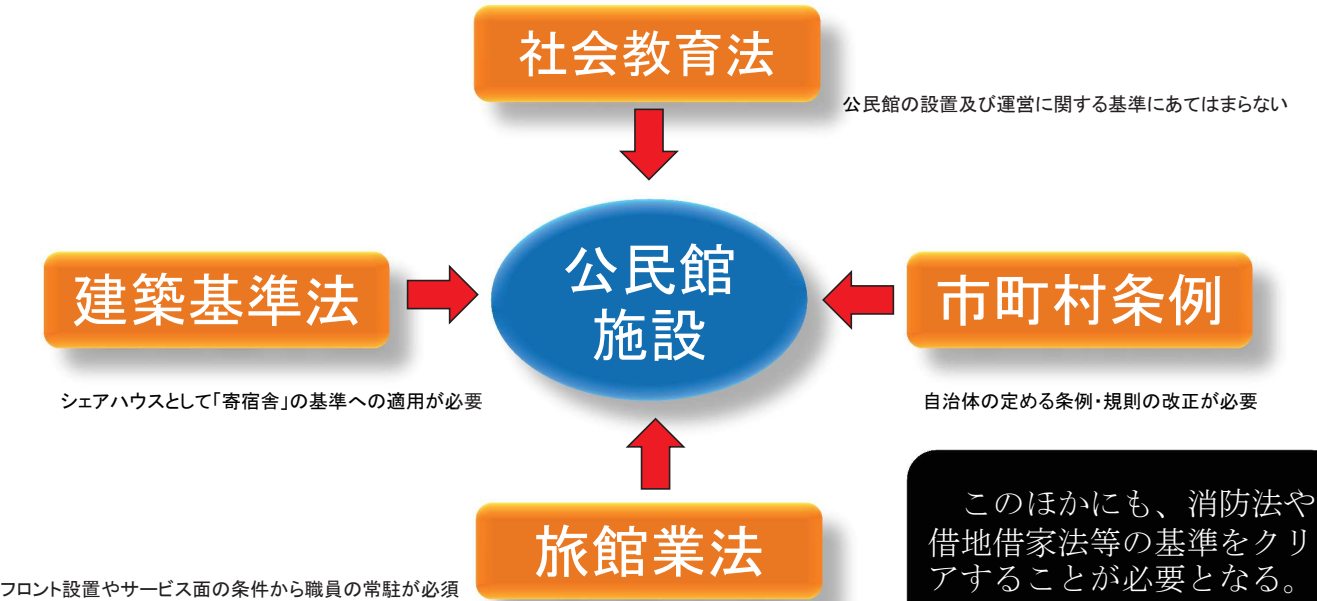 社会教育法
公民館の設置及び運営に関する基準にあてはまらない
公民館
施設
建築基準法
シェアハウスとして｢寄宿舎｣の基準への適用が必要
市町村条例
自治体の定める条例・規則の改正が必要
旅館業法
フロント設置やサービス面の条件から職員の常駐が必須
このほかにも、消防法や
借地借家法等の基準をクリ
アすることが必要となる。